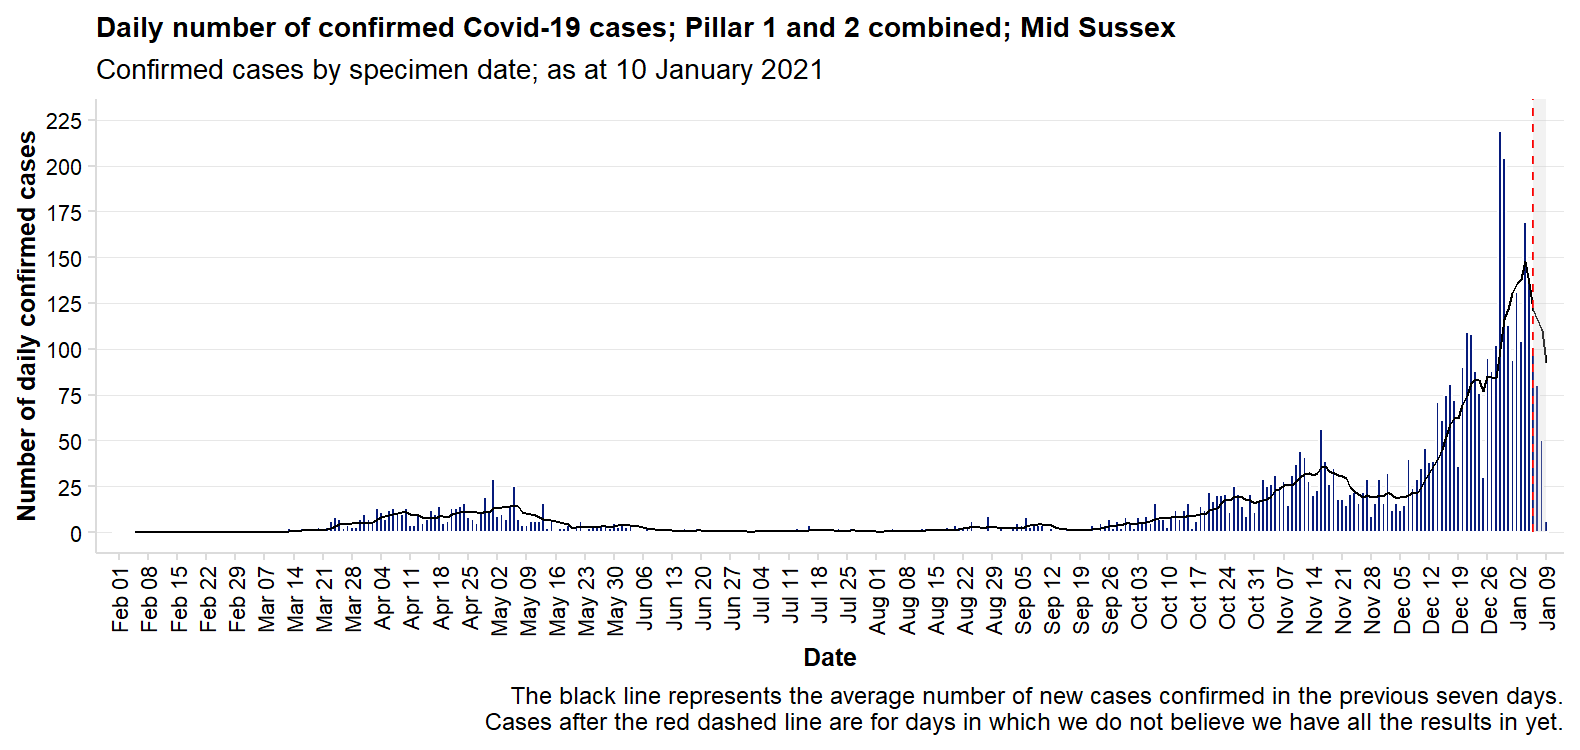 Daily number of confirmed Covid-19 cases; Pillar 1 and 2 combined; Mid Sussex
Confirmed cases by specimen date; as at 10 January 2021
Number of daily confirmed cases
225
200
175
150
125
100
75
50
25
0
Feb 01
Feb 08
Feb 15
Feb 22
Feb 29
Mar 07
Mar 14
Mar 21
Mar 28
Apr 04
Apr 11
Apr 18
Apr 25
May 02
May 09
May 16
May 23
May 30
Jun 06
Jun 13
Jun 20
Jun 27
Jul 04
Jul 11
Jul 18
Jul 25
Aug 01
Aug 08
Aug 15
Aug 22
Aug 29
Sep 05
Sep 12
Sep 19
Sep 26
Oct 03
Oct 10
Oct 17
Oct 24
Oct 31
Nov 07
Nov 14
Nov 21
Nov 28
Dec 05
Dec 12
Dec 19
Dec 26
Jan 02
Jan 09
Date
The black line represents the average number of new cases confirmed in the previous seven days.
Cases after the red dashed line are for days in which we do not believe we have all the results in yet.